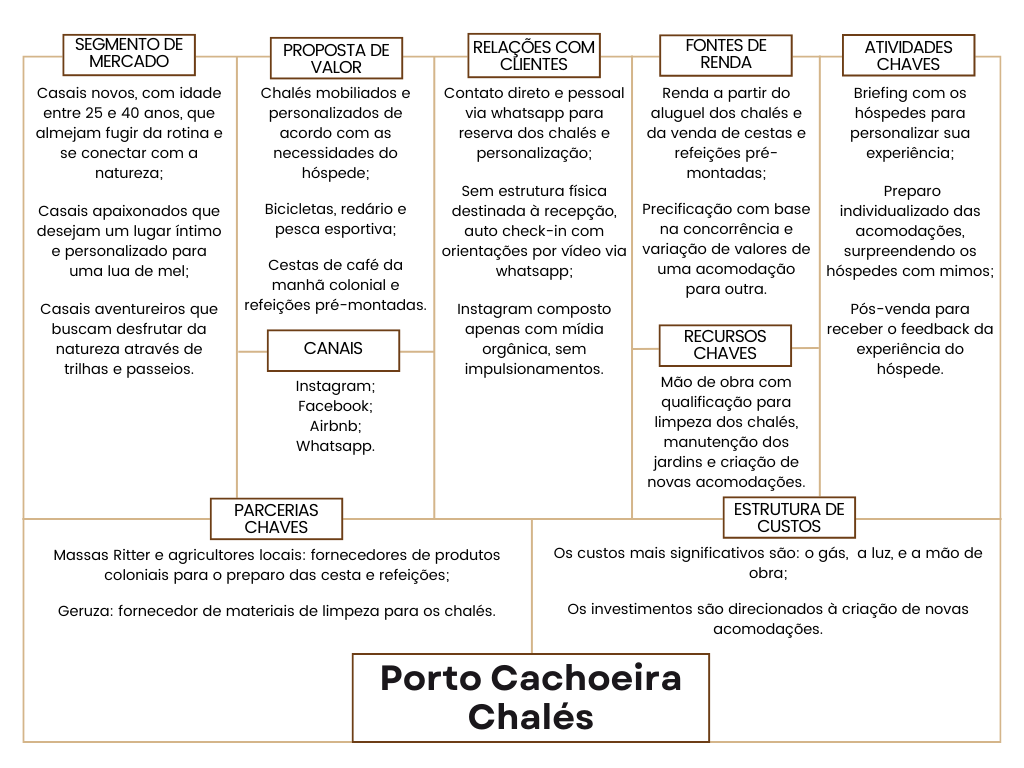 SEGMENTO DE
MERCADO
Casais novos, com idade
entre 25 e 40 anos, que
almejam fugir da rotina e
se conectar com a
natureza;
Casais apaixonados que
desejam um lugar íntimo
e personalizado para
uma lua de mel;
Casais aventureiros que
buscam desfrutar da
natureza através de
trilhas e passeios.
PROPOSTA DE
VALOR
Chalés mobiliados e
personalizados de
acordo com as
necessidades do
hóspede;
Bicicletas, redário e
pesca esportiva;
Cestas de café da
manhã colonial e
refeições pré-montadas.
CANAIS
Instagram;
Facebook;
Airbnb;
Whatsapp.
RELAÇÕES COM
CLIENTES
Contato direto e pessoal
via whatsapp para
reserva dos chalés e
personalização;
Sem estrutura física
destinada à recepção,
auto check-in com
orientações por vídeo via
whatsapp;
Instagram composto
apenas com mídia
orgânica, sem
impulsionamentos.
FONTES DE
RENDA
Renda a partir do
aluguel dos chalés e
da venda de cestas e
refeições pré-
montadas;
Precificação com base
na concorrência e
variação de valores de
uma acomodação
para outra.
RECURSOS
CHAVES
Mão de obra com
qualificação para
limpeza dos chalés,
manutenção dos
jardins e criação de
novas acomodações.
ATIVIDADES
CHAVES
Briefing com os
hóspedes para
personalizar sua
experiência;
Preparo
individualizado das
acomodações,
surpreendendo os
hóspedes com mimos;
Pós-venda para
receber o feedback da
experiência do
hóspede.
PARCERIAS
CHAVES
Massas Ritter e agricultores locais: fornecedores de produtos
coloniais para o preparo das cesta e refeições;
Geruza: fornecedor de materiais de limpeza para os chalés.
ESTRUTURA DE
CUSTOS
Os custos mais significativos são: o gás, a luz, e a mão de
obra;
Os investimentos são direcionados à criação de novas
acomodações.
Porto Cachoeira
Chalés